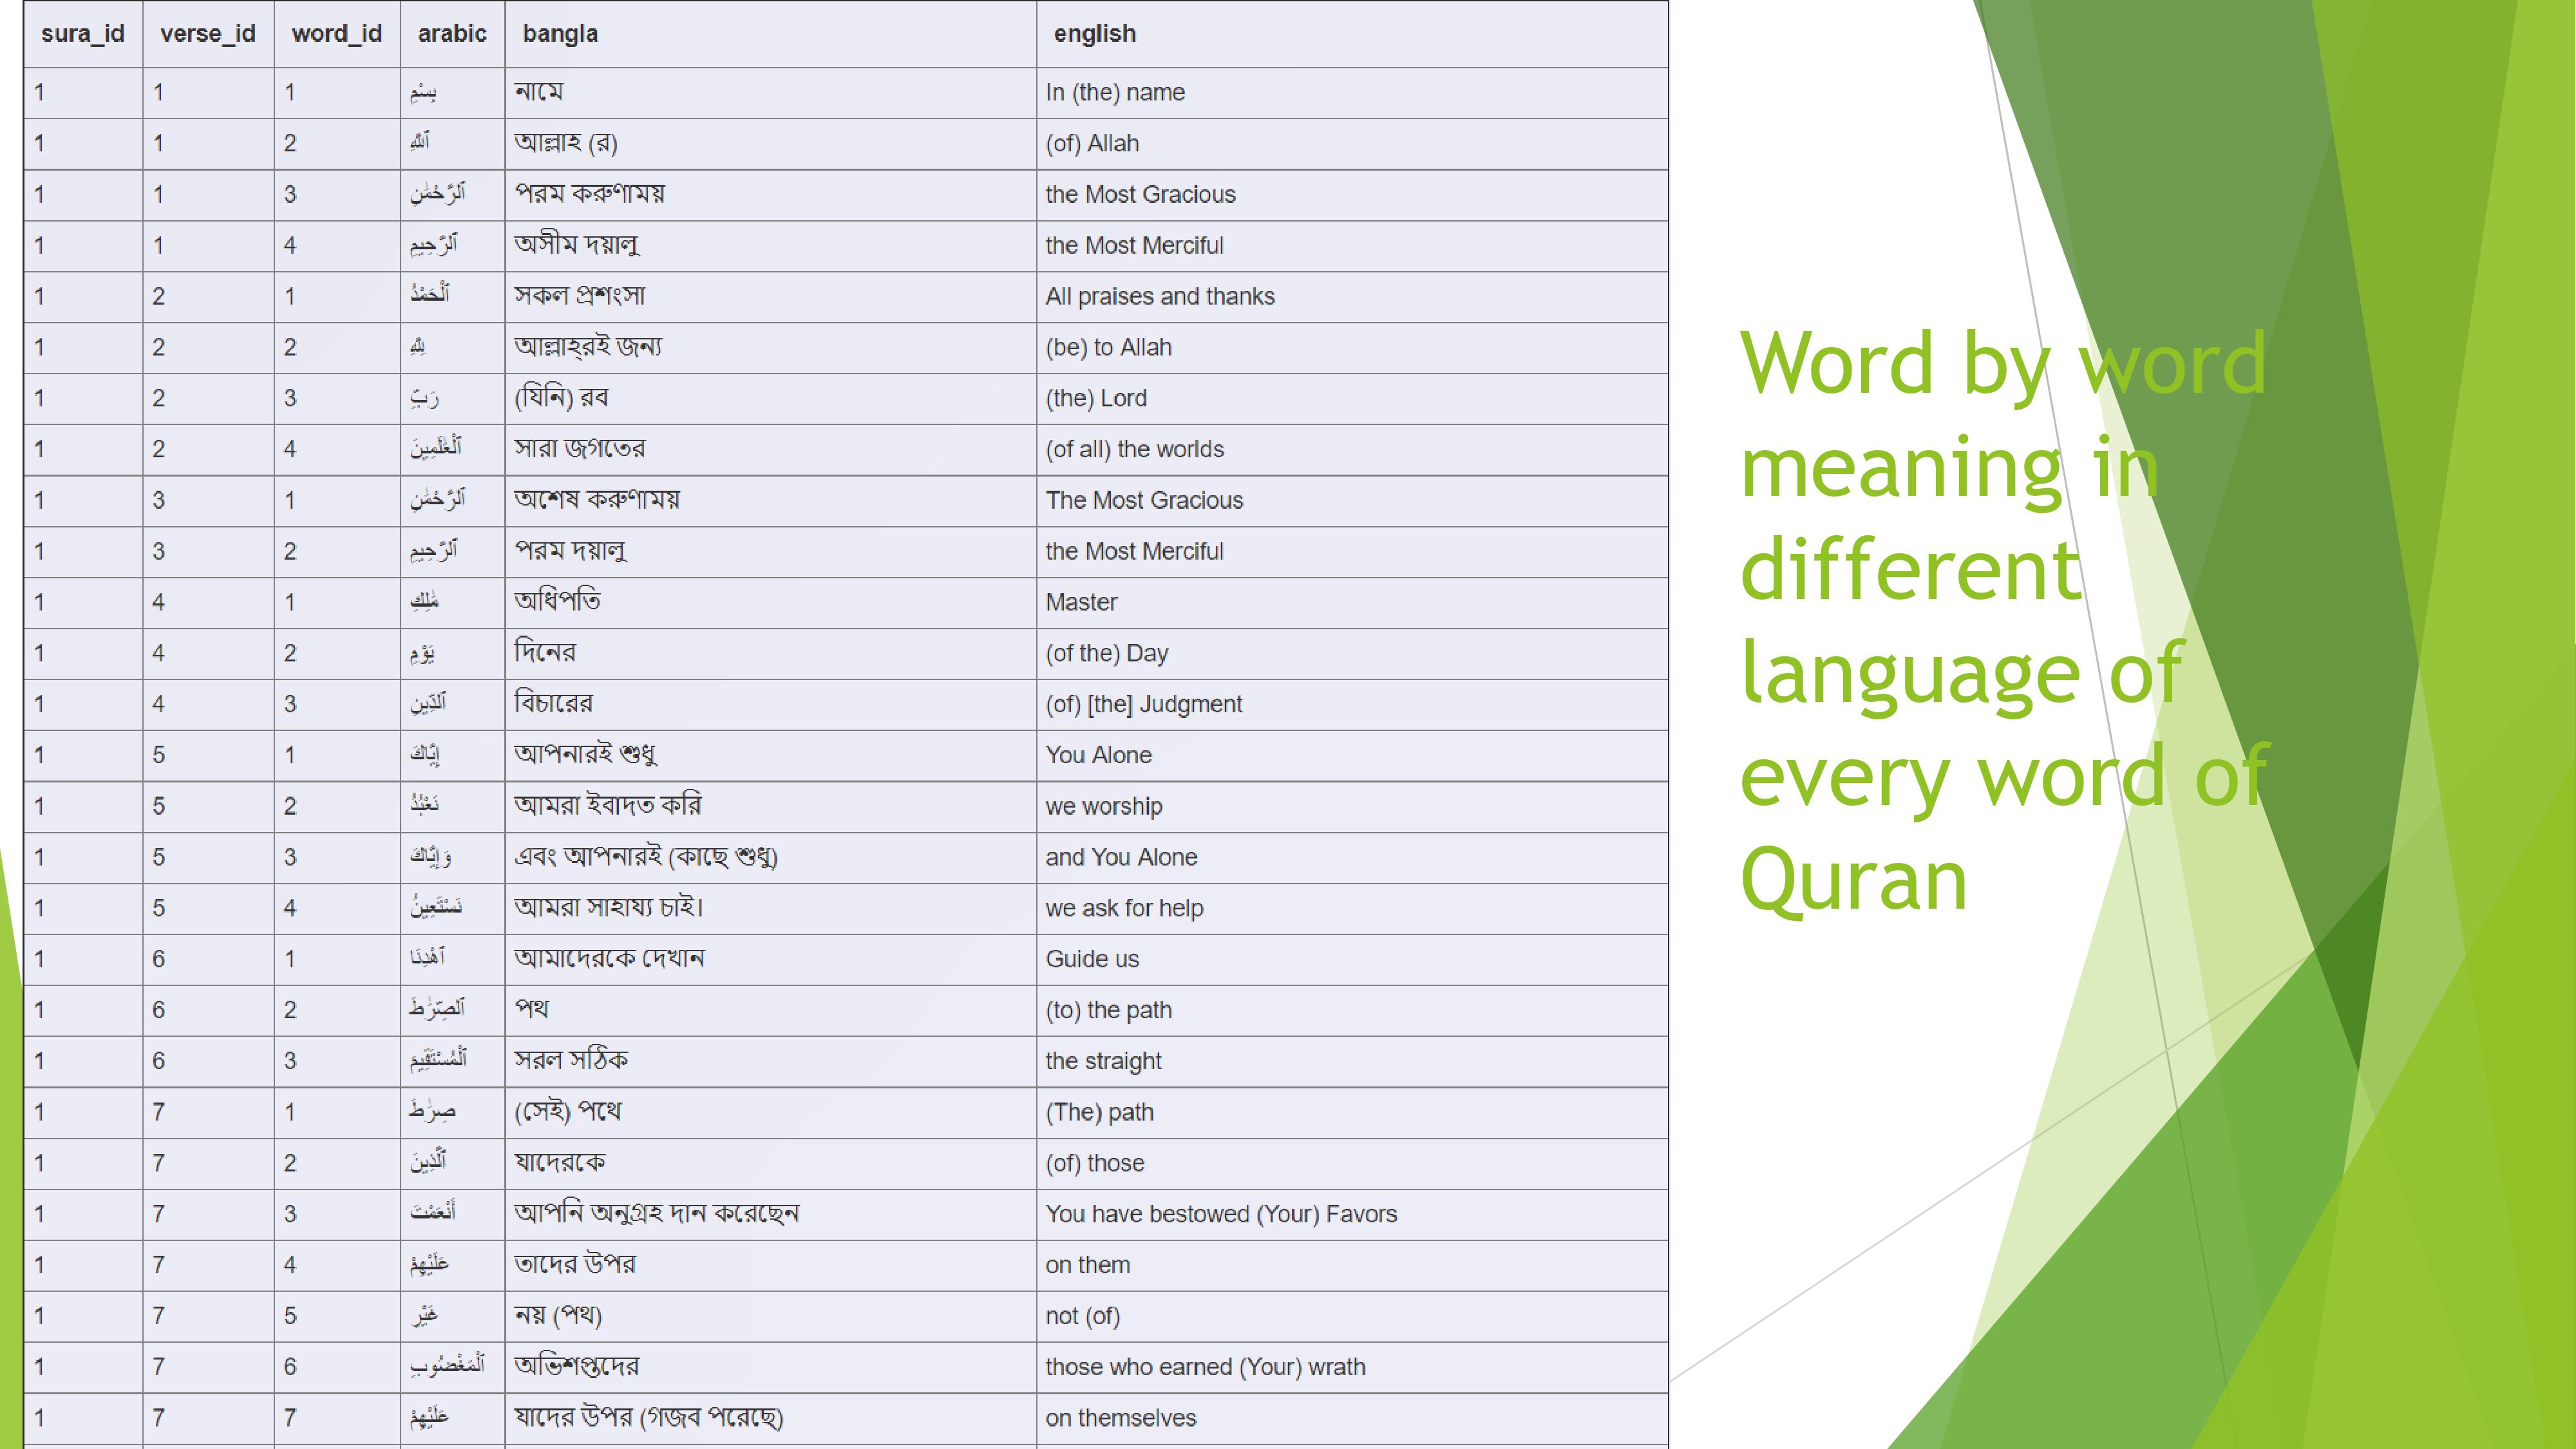 sura_id verse_id word_id arabic bangla english
1 1 1 بِسْمِ নামে In (the) name
1 1 2 ٱللَّهِ আল্লাহ (র) (of) Allah
1 1 3 ٱلرَّحْمَٰنِ পরম করুণাময় the Most Gracious
1 1 4 ٱلرَّحِيمِ অসীম দয়ালু the Most Merciful
1 2 1 ٱلْحَمْدُ সকল প্রশংসা All praises and thanks
1 2 2 لِلَّهِ আল্লাহ্‌রই জন্য (be) to Allah
1 2 3 رَبِّ (যিনি) রব (the) Lord
1 2 4 ٱلْعَٰلَمِينَ সারা জগতের (of all) the worlds
1 3 1 ٱلرَّحْمَٰنِ অশেষ করুণাময় The Most Gracious
1 3 2 ٱلرَّحِيمِ পরম দয়ালু the Most Merciful
1 4 1 مَٰلِكِ অধিপতি Master
1 4 2 يَوْمِ দিনের (of the) Day
1 4 3 ٱلدِّينِ বিচারের (of) [the] Judgment
1 5 1 إِيَّاكَ আপনারই শুধু You Alone
1 5 2 نَعْبُدُ আমরা ইবাদত করি we worship
1 5 3 وَإِيَّاكَ এবং আপনারই (কাছে শুধু) and You Alone
1 5 4 نَسْتَعِينُ আমরা সাহায্য চাই। we ask for help
1 6 1 ٱهْدِنَا আমাদেরকে দেখান Guide us
1 6 2 ٱلصِّرَٰطَ পথ (to) the path
1 6 3 ٱلْمُسْتَقِيمَ সরল সঠিক the straight
1 7 1 صِرَٰطَ (সেই) পথে (The) path
1 7 2 ٱلَّذِينَ যাদেরকে (of) those
1 7 3 أَنْعَمْتَ আপনি অনুগ্রহ দান করেছেন You have bestowed (Your) Favors
1 7 4 عَلَيْهِمْ তাদের উপর on them
1 7 5 غَيْرِ নয় (পথ) not (of)
1 7 6 ٱلْمَغْضُوبِ অভিশপ্তদের those who earned (Your) wrath
1 7 7 عَلَيْهِمْ যাদের উপর (গজব পরেছে) on themselves
Word by word
meaning in
different
language of
every word of
Quran